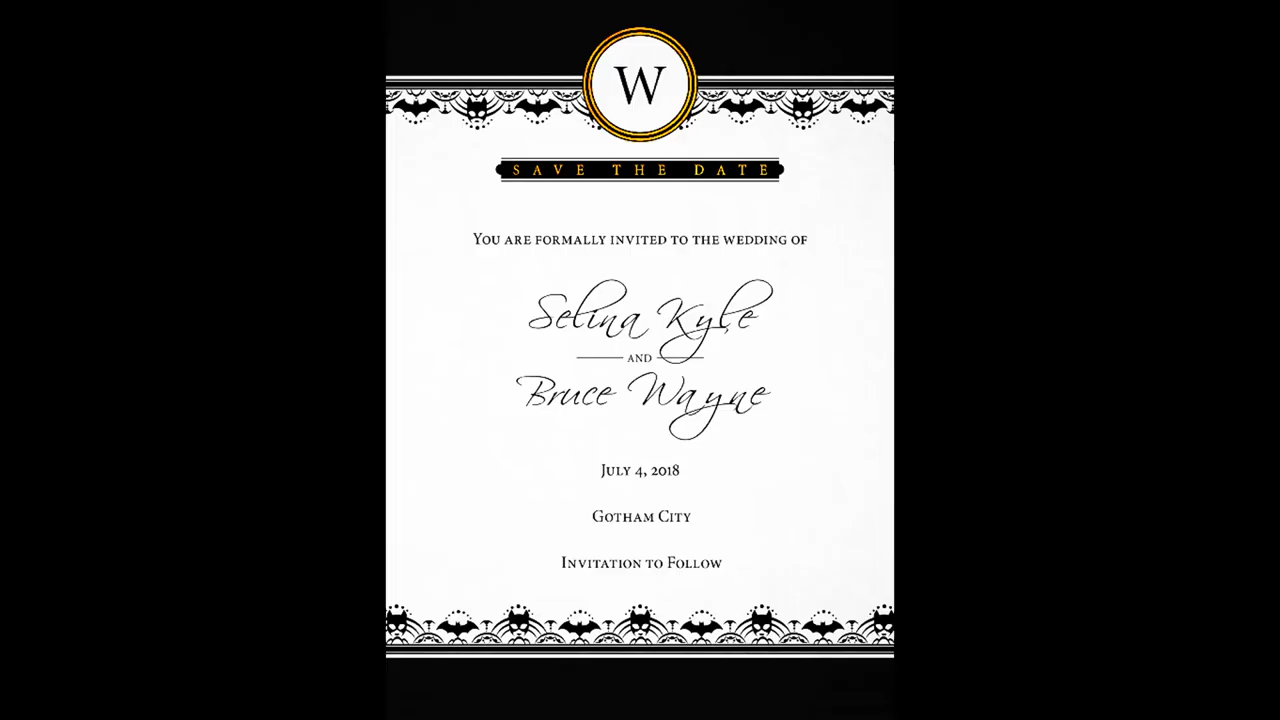 W
SAVE THE DATE
You are formally invited to the wedding of
Selina Kyle
and
Bruce Wayne
July 4, 2018
Gotham City
Invitation to Follow